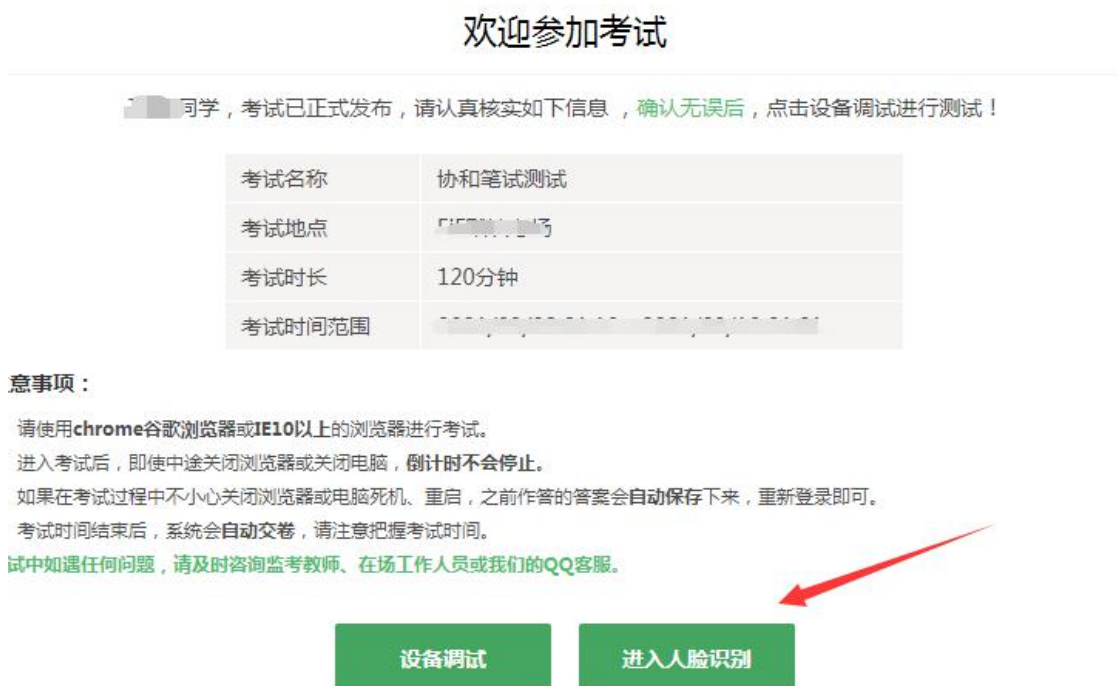 欢迎参加考试
同学，考试已正式发布，请认真核实如下信息，确认无误后，点击设备调试进行测试！
考试名称 协和笔试测试
考试地点
考试时长 120分钟
考试时间范围
意事项：
请使用chrome谷歌浏览器或IE10以上的浏览器进行考试。
进入考试后，即使中途关闭浏览器或关闭电脑，倒计时不会停止。
如果在考试过程中不小心关闭浏览器或电脑死机、重启，之前作答的答案会自动保存下来，重新登录即可。
考试时间结束后，系统会自动交卷，请注意把握考试时间。
试中如遇任何问题，请及时咨询监考教师、在场工作人员或我们的QQ客服。
设备调试 进入人脸识别